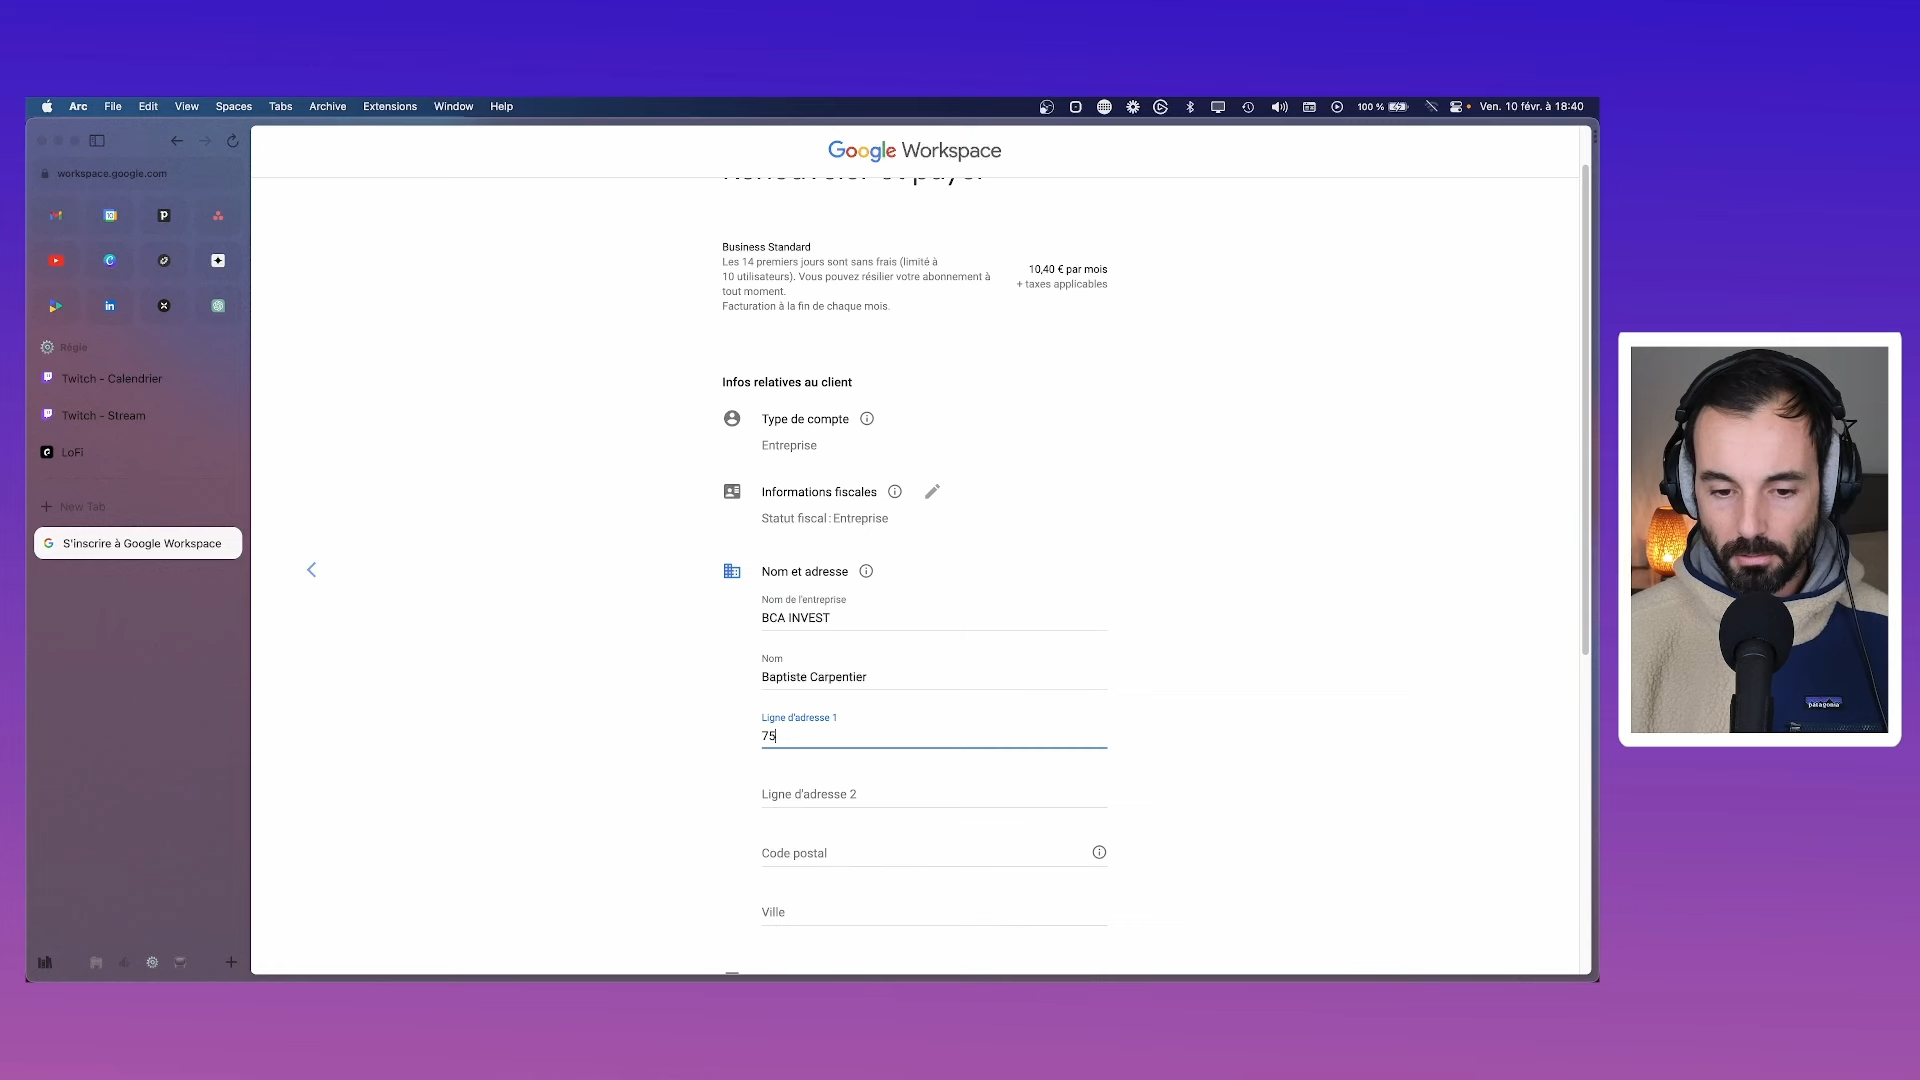 Arc File Edit View Spaces Tabs Archive Extensions Window Help
100 % Ven. 10 févr. à 18:40
workspace.google.com
Google Workspace
Renouveler et payer
Business Standard
Les 14 premiers jours sont sans frais (limité à
10 utilisateurs). Vous pouvez résilier votre abonnement à
tout moment.
Facturation à la fin de chaque mois.
10,40 € par mois
+ taxes applicables
Régie
Twitch – Calendrier
Twitch – Stream
LoFi
New Tab
S'inscrire à Google Workspace
Infos relatives au client
Type de compte
Entreprise
Informations fiscales
Statut fiscal : Entreprise
Nom et adresse
Nom de l'entreprise
BCA INVEST
Nom
Baptiste Carpentier
Ligne d'adresse 1
75
Ligne d'adresse 2
Code postal
Ville
patagonia